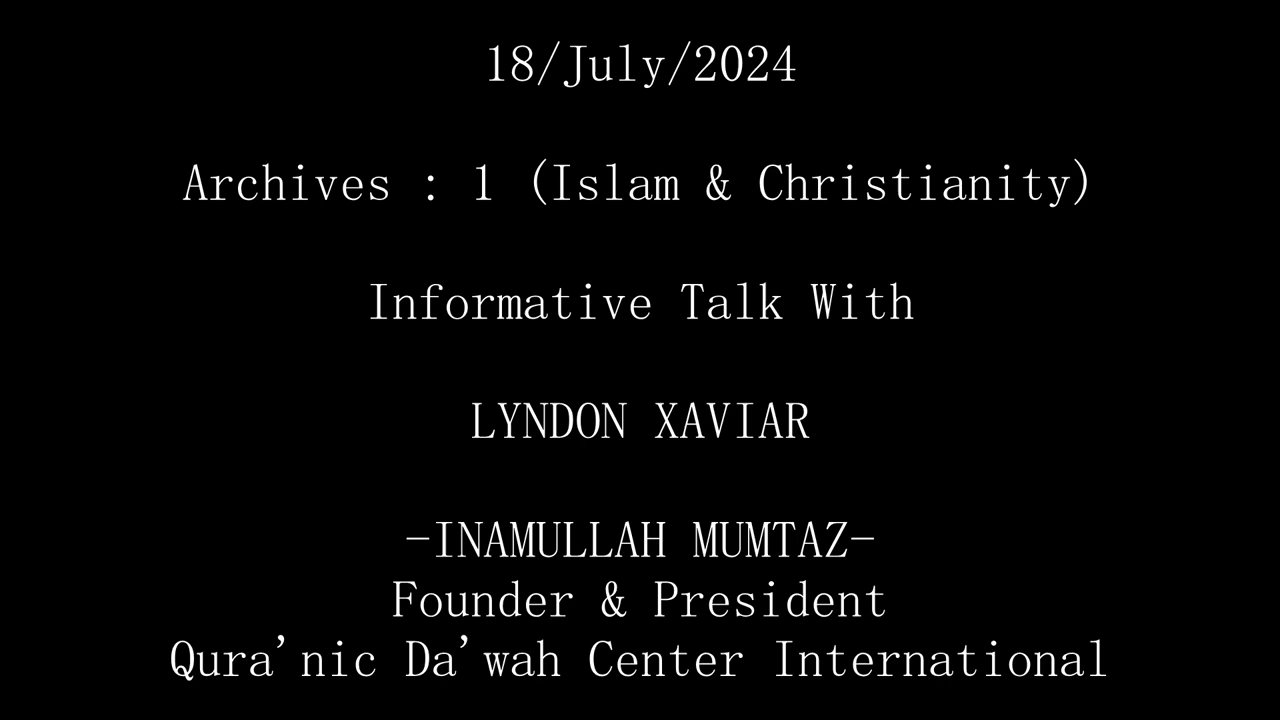 18/July/2024
Archives : 1 (Islam & Christianity)
Informative Talk With
LYNDON XAVIAR
-INAMULLAH MUMTAZ-
Founder & President
Qura'nic Da'wah Center International